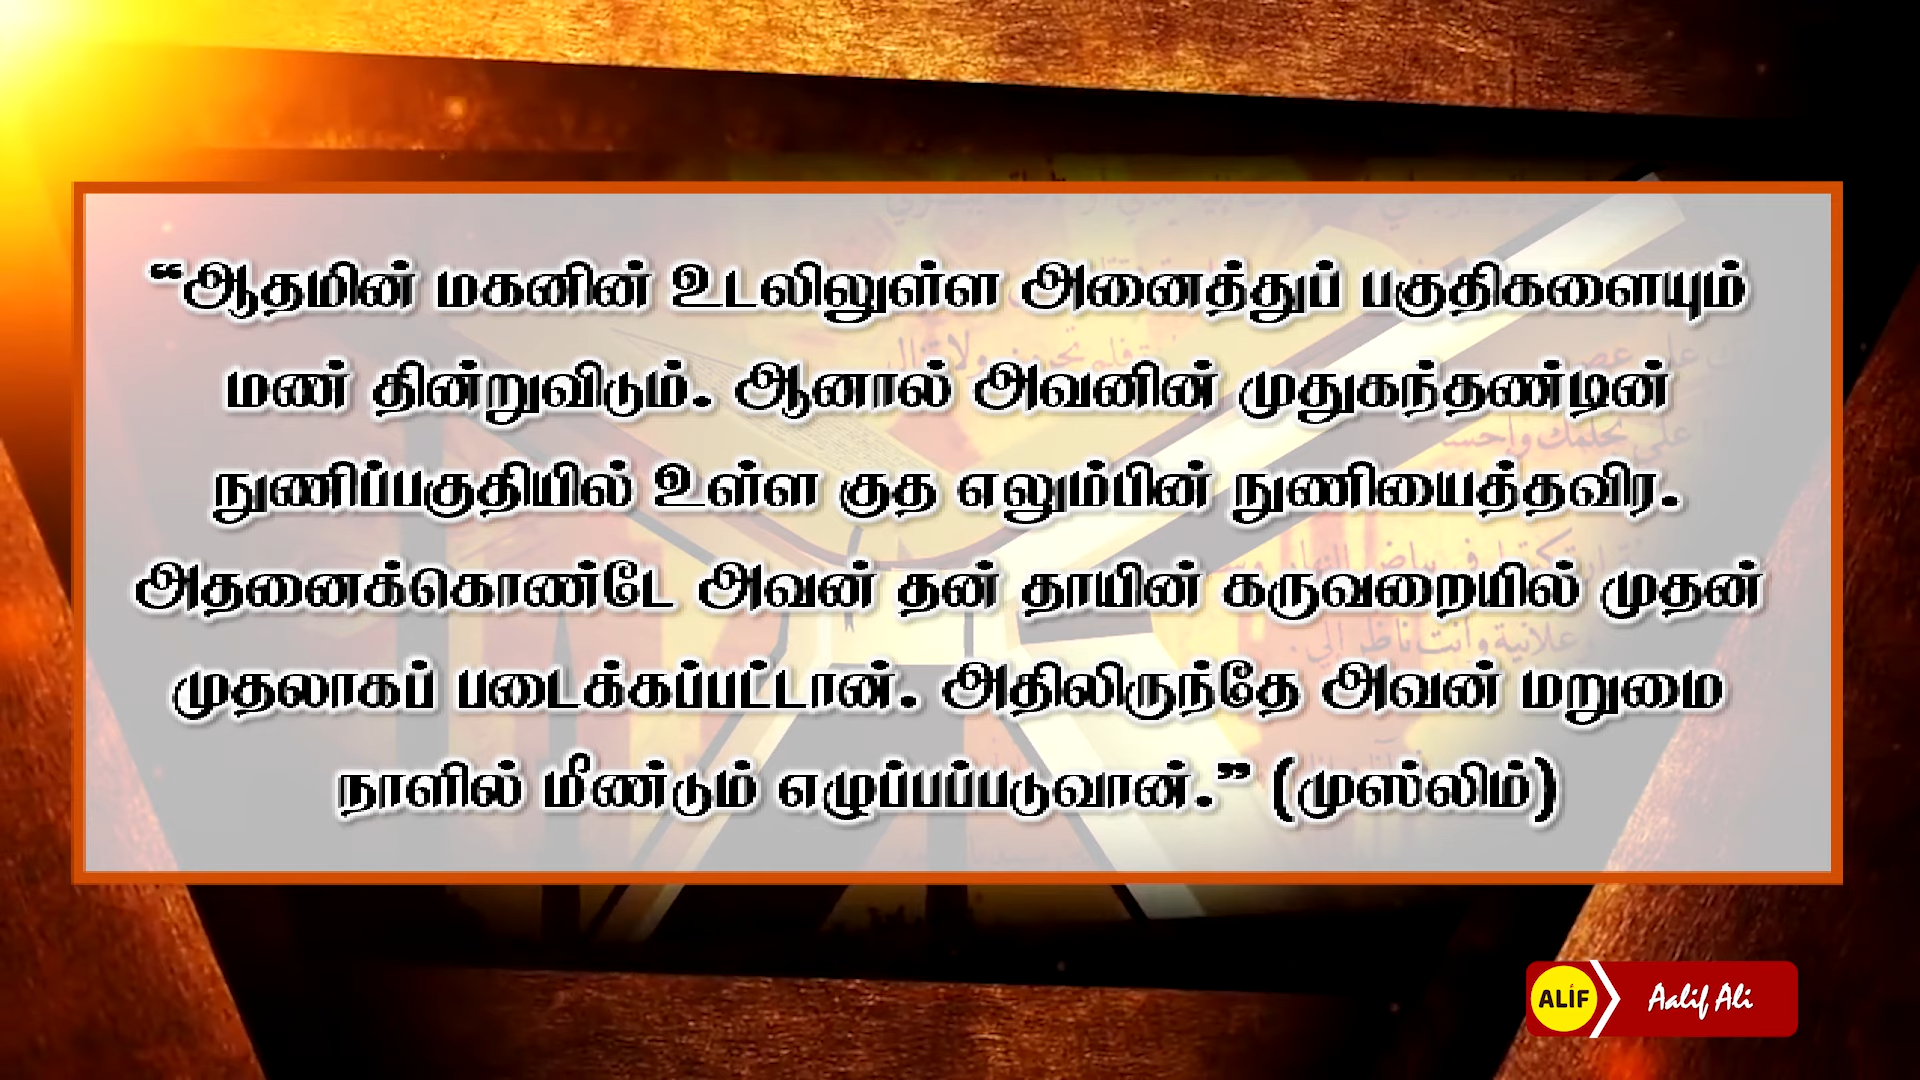 “ஆதமின் மகனின் உடலிலுள்ள அனைத்துப் பகுதிகளையும்
மண் தின்றுவிடும். ஆனால் அவனின் முதுகந்தண்டின்
நுணிப்பகுதியில் உள்ள குத எலும்பின் நுணியைத்தவிர.
அதனைக்கொண்டே அவன் தன் தாயின் கருவறையில் முதன்
முதலாகப் படைக்கப்பட்டான். அதிலிருந்தே அவன் மறுமை
நாளில் மீண்டும் எழுப்பப்படுவான்.” (முஸ்லிம்)
ALIF Aalif Ali